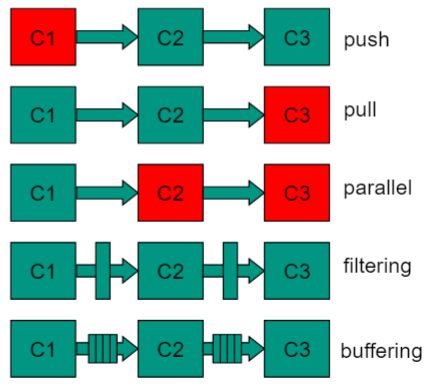 C1 C2 C3 push
C1 C2 C3 pull
C1 C2 C3 parallel
C1 C2 C3 filtering
C1 C2 C3 buffering